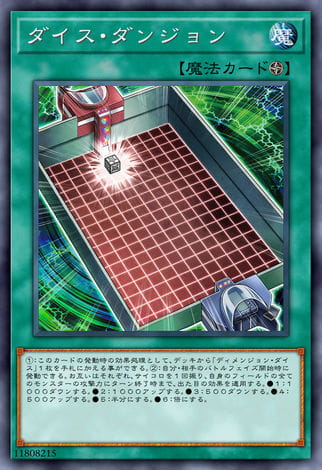 ダイス・ダンジョン
魔
【魔法カード】
①：このカードの発動時の効果処理として、デッキから「ディメンション・ダイ
ス」１枚を手札に加える事ができる。②：自分・相手のバトルフェイズ開始時に
発動できる。お互いはそれぞれ、サイコロを１回振り、自身のフィールドの全て
のモンスターの攻撃力はターン終了時まで、出た目の効果を適用する。●１：１
０００ダウンする。●２：１０００アップする。●３：５００ダウンする。●４：
５００アップする。●５：半分にする。●６：倍にする。
11808215